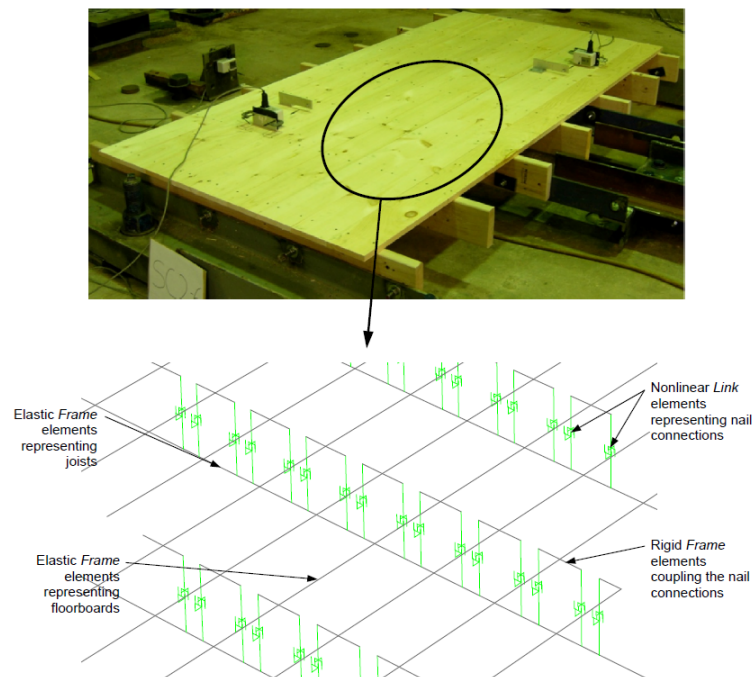 Elastic Frame
elements
representing
joists
Nonlinear Link
elements
representing nail
connections
Elastic Frame
elements
representing
floorboards
Rigid Frame
elements
coupling the nail
connections